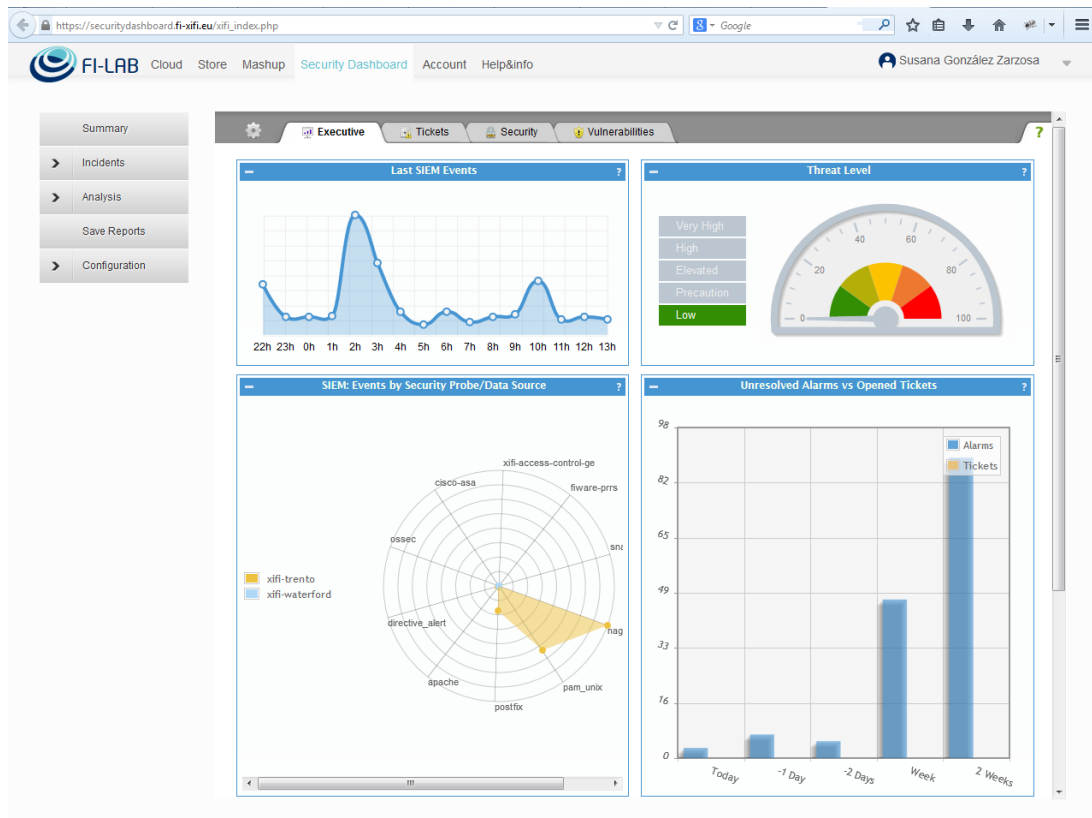 https://securitydashboard.fi-xifi.eu/xifi_index.php
Google
FI-LAB Cloud Store Mashup Security Dashboard Account Help&info
Susana González Zarzosa
Summary
Incidents
Analysis
Save Reports
Configuration
Executive Tickets Security Vulnerabilities ?
Last SIEM Events ?
22h 23h 0h 1h 2h 3h 4h 5h 6h 7h 8h 9h 10h 11h 12h 13h
Threat Level ?
Very High
High
Elevated
Precaution
Low
0 20 40 60 80 100
SIEM: Events by Security Probe/Data Source ?
xifi-access-control-ge
cisco-asa
fiware-prrs
ossec
sna
xifi-trento
xifi-waterford
directive_alert
nag
apache
pam_unix
postfix
Unresolved Alarms vs Opened Tickets ?
98
Alarms
Tickets
82
65
49
33
16
0
Today -1 Day -2 Days Week 2 Weeks